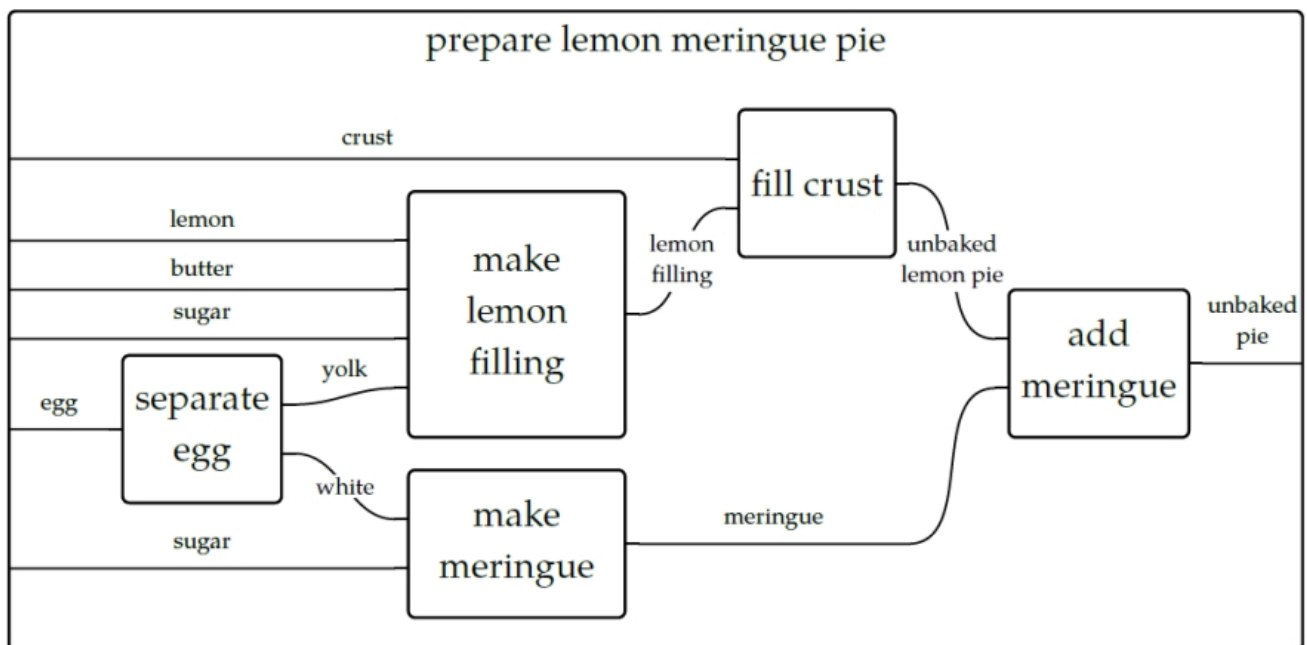 prepare lemon meringue pie
crust
fill crust
lemon
butter
sugar
make
lemon
filling
lemon
filling
unbaked
lemon pie
unbaked
pie
add
meringue
egg
separate
egg
yolk
white
sugar
make
meringue
meringue